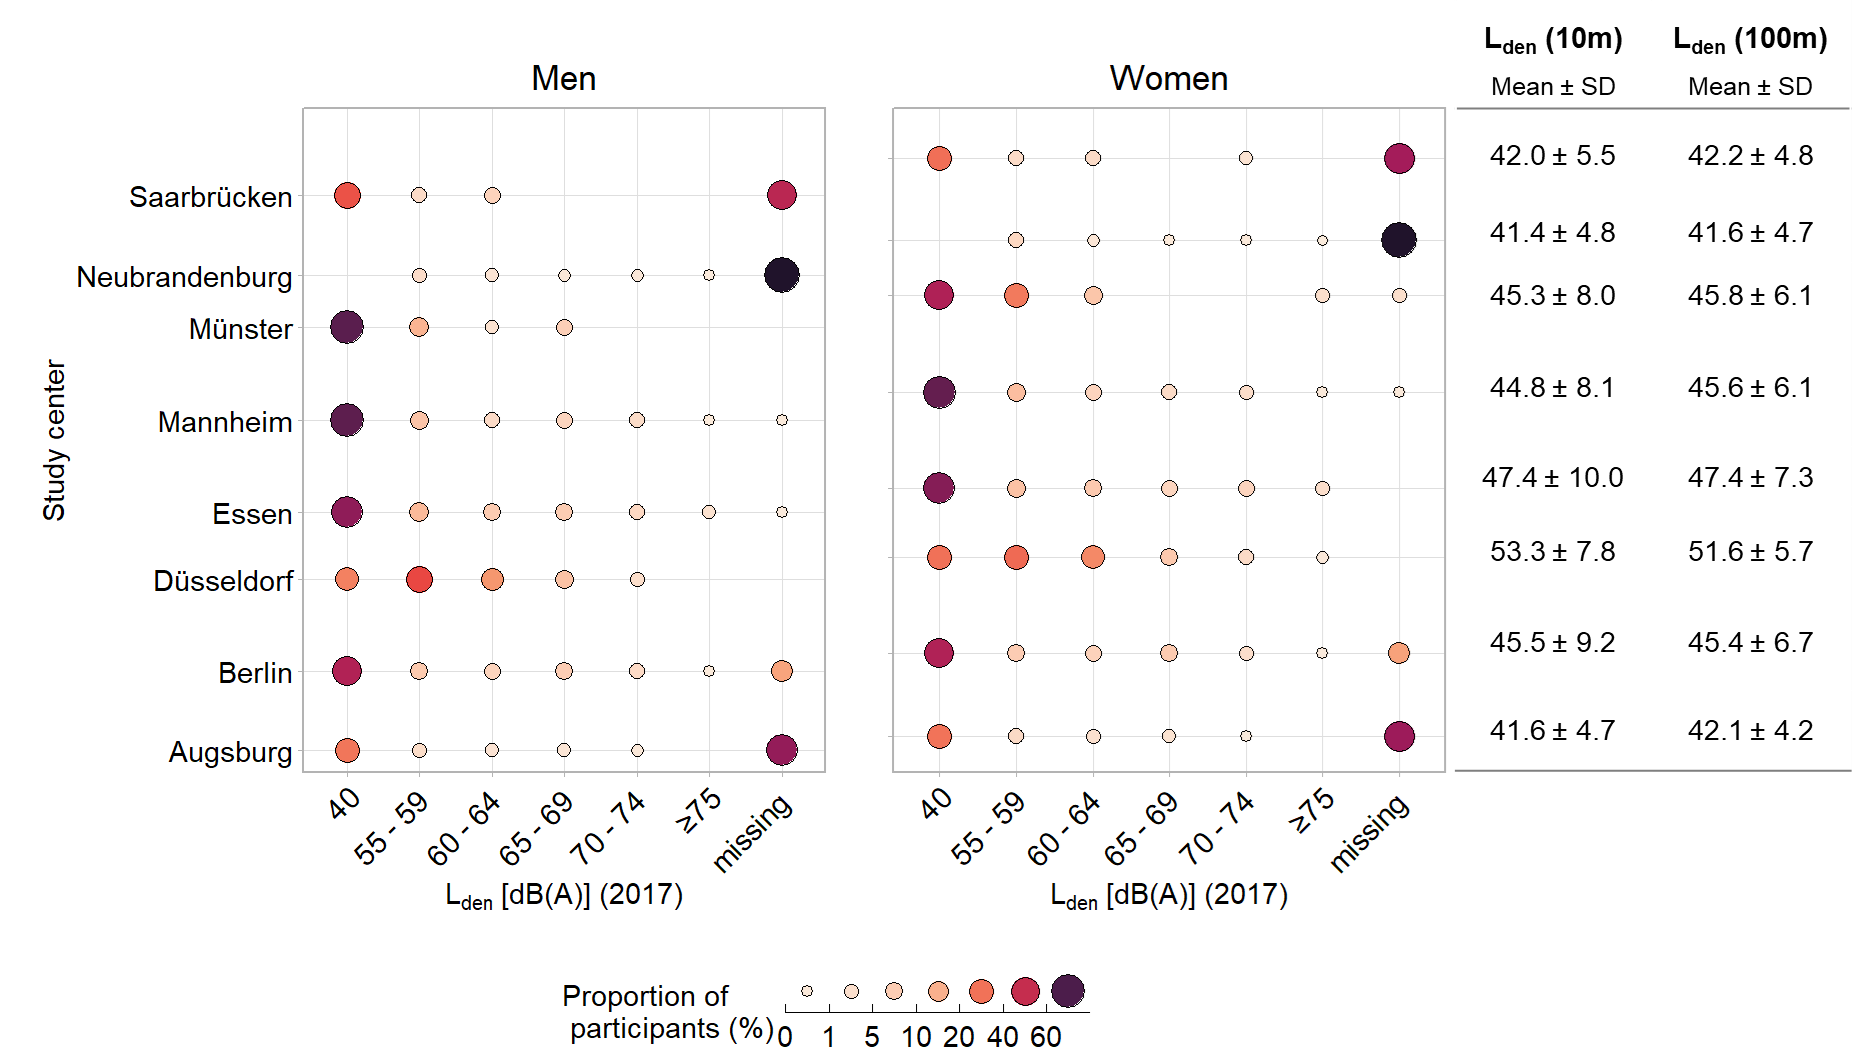 Men
Women
Lden (10m)
Lden (100m)
Mean ± SD
Mean ± SD
Study center
Saarbrücken
Neubrandenburg
Münster
Mannheim
Essen
Düsseldorf
Berlin
Augsburg
42.0 ± 5.5
42.2 ± 4.8
41.4 ± 4.8
41.6 ± 4.7
45.3 ± 8.0
45.8 ± 6.1
44.8 ± 8.1
45.6 ± 6.1
47.4 ± 10.0
47.4 ± 7.3
53.3 ± 7.8
51.6 ± 5.7
45.5 ± 9.2
45.4 ± 6.7
41.6 ± 4.7
42.1 ± 4.2
40
55 - 59
60 - 64
65 - 69
70 - 74
≥75
missing
40
55 - 59
60 - 64
65 - 69
70 - 74
≥75
missing
Lden [dB(A)] (2017)
Lden [dB(A)] (2017)
Proportion of
participants (%)
0 1 5 10 20 40 60